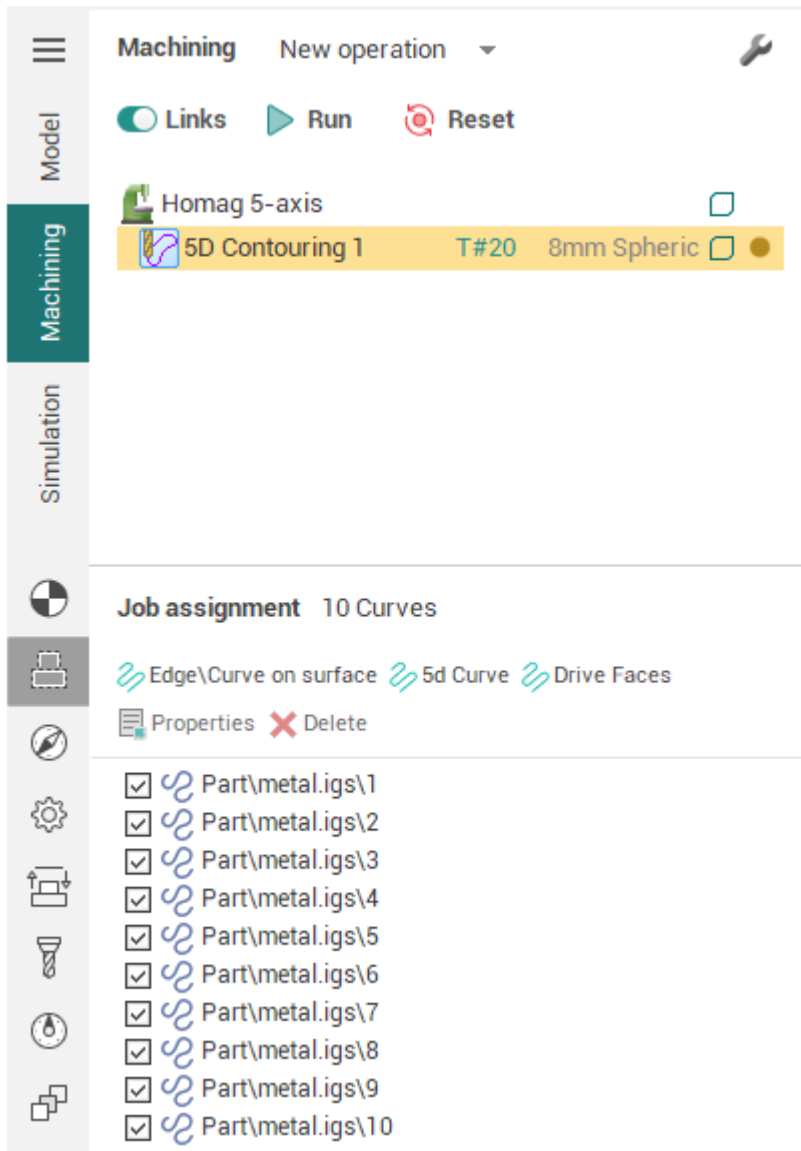 Machining New operation
Links Run Reset
Model
Homag 5-axis
5D Contouring 1 T#20 8mm Spheric
Machining
Simulation
Job assignment 10 Curves
Edge\Curve on surface 5d Curve Drive Faces
Properties Delete
Part\metal.igs\1
Part\metal.igs\2
Part\metal.igs\3
Part\metal.igs\4
Part\metal.igs\5
Part\metal.igs\6
Part\metal.igs\7
Part\metal.igs\8
Part\metal.igs\9
Part\metal.igs\10